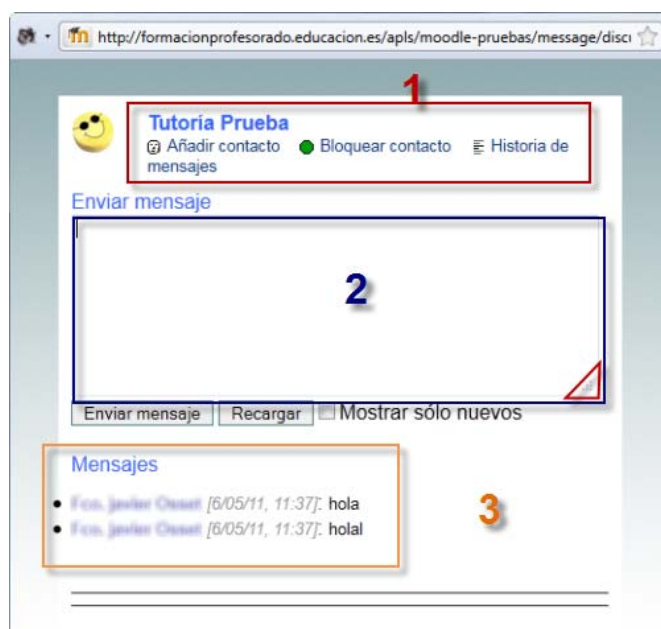 http://formacionprofesorado.educacion.es/apls/moodle-pruebas/message/discu
1
Tutoría Prueba
Añadir contacto Bloquear contacto Historia de
mensajes
Enviar mensaje
2
Enviar mensaje Recargar Mostrar sólo nuevos
Mensajes
[6/05/11, 11:37]: hola
[6/05/11, 11:37]: holal
3